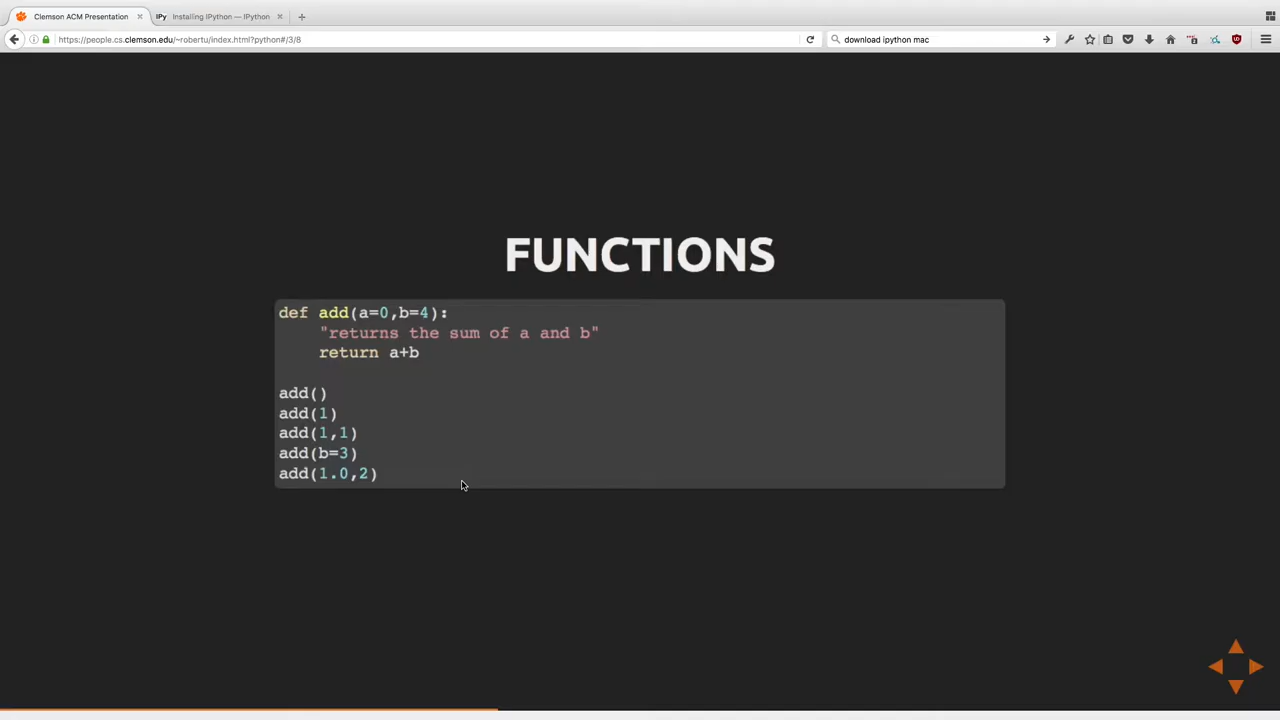 Clemson ACM Presentation ×
IPy Installing IPython — IPython ×
+
https://people.cs.clemson.edu/~robertu/index.html?python#/3/8
download ipython mac
FUNCTIONS
def add(a=0,b=4):
    "returns the sum of a and b"
    return a+b
add()
add(1)
add(1,1)
add(b=3)
add(1.0,2)